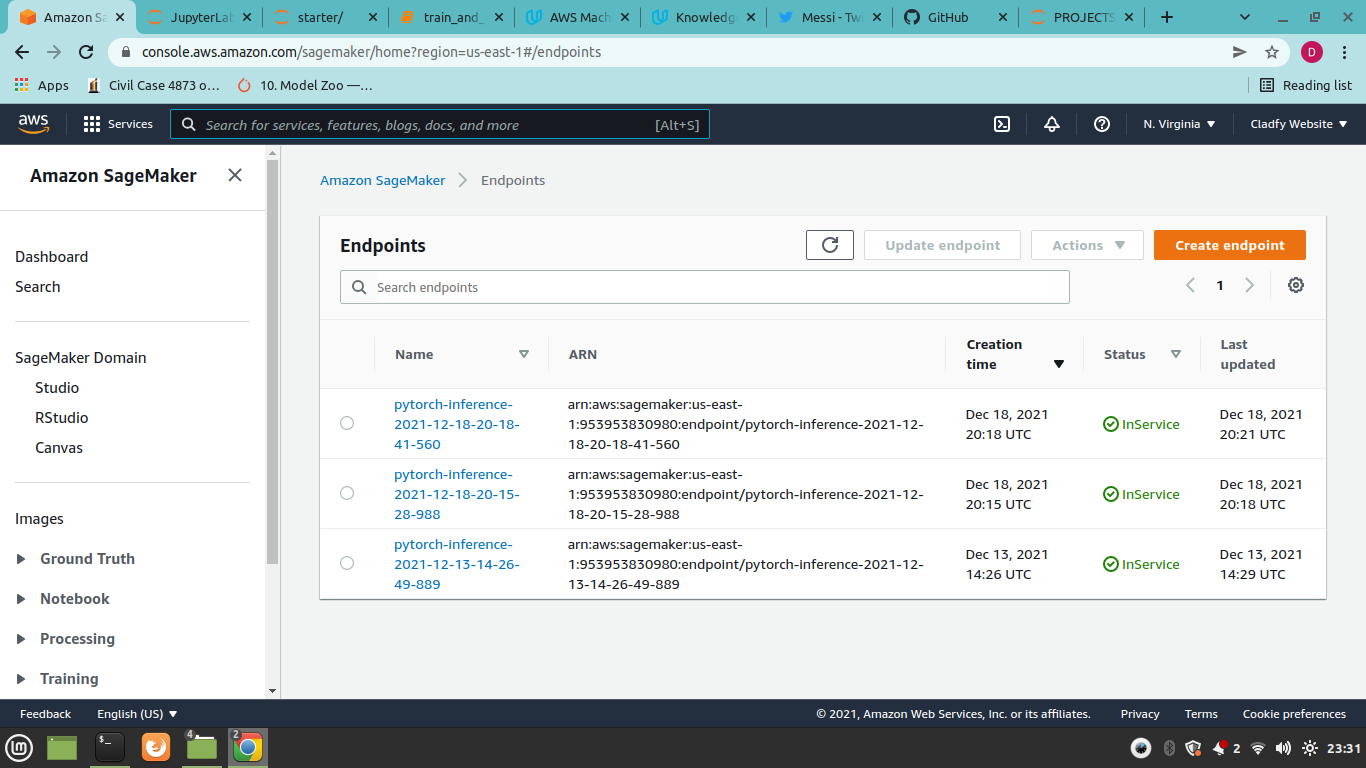 Amazon Sa
JupyterLab
starter/
train_and_
AWS Mach
Knowledge
Messi - Twi
GitHub
PROJECTS
console.aws.amazon.com/sagemaker/home?region=us-east-1#/endpoints
D
Apps
Civil Case 4873 o...
10. Model Zoo —...
Reading list
aws
Services
Search for services, features, blogs, docs, and more
[Alt+S]
N. Virginia
Cladfy Website
Amazon SageMaker
Dashboard
Search
SageMaker Domain
Studio
RStudio
Canvas
Images
Ground Truth
Notebook
Processing
Training
Amazon SageMaker
Endpoints
Endpoints
Update endpoint
Actions
Create endpoint
Search endpoints
1
Name
ARN
Creation
time
Status
Last
updated
pytorch-inference-
2021-12-18-20-18-
41-560
arn:aws:sagemaker:us-east-
1:953953830980:endpoint/pytorch-inference-2021-12-
18-20-18-41-560
Dec 18, 2021
20:18 UTC
InService
Dec 18, 2021
20:21 UTC
pytorch-inference-
2021-12-18-20-15-
28-988
arn:aws:sagemaker:us-east-
1:953953830980:endpoint/pytorch-inference-2021-12-
18-20-15-28-988
Dec 18, 2021
20:15 UTC
InService
Dec 18, 2021
20:18 UTC
pytorch-inference-
2021-12-13-14-26-
49-889
arn:aws:sagemaker:us-east-
1:953953830980:endpoint/pytorch-inference-2021-12-
13-14-26-49-889
Dec 13, 2021
14:26 UTC
InService
Dec 13, 2021
14:29 UTC
Feedback
English (US)
© 2021, Amazon Web Services, Inc. or its affiliates.
Privacy
Terms
Cookie preferences
$_
4
2
2
23:31